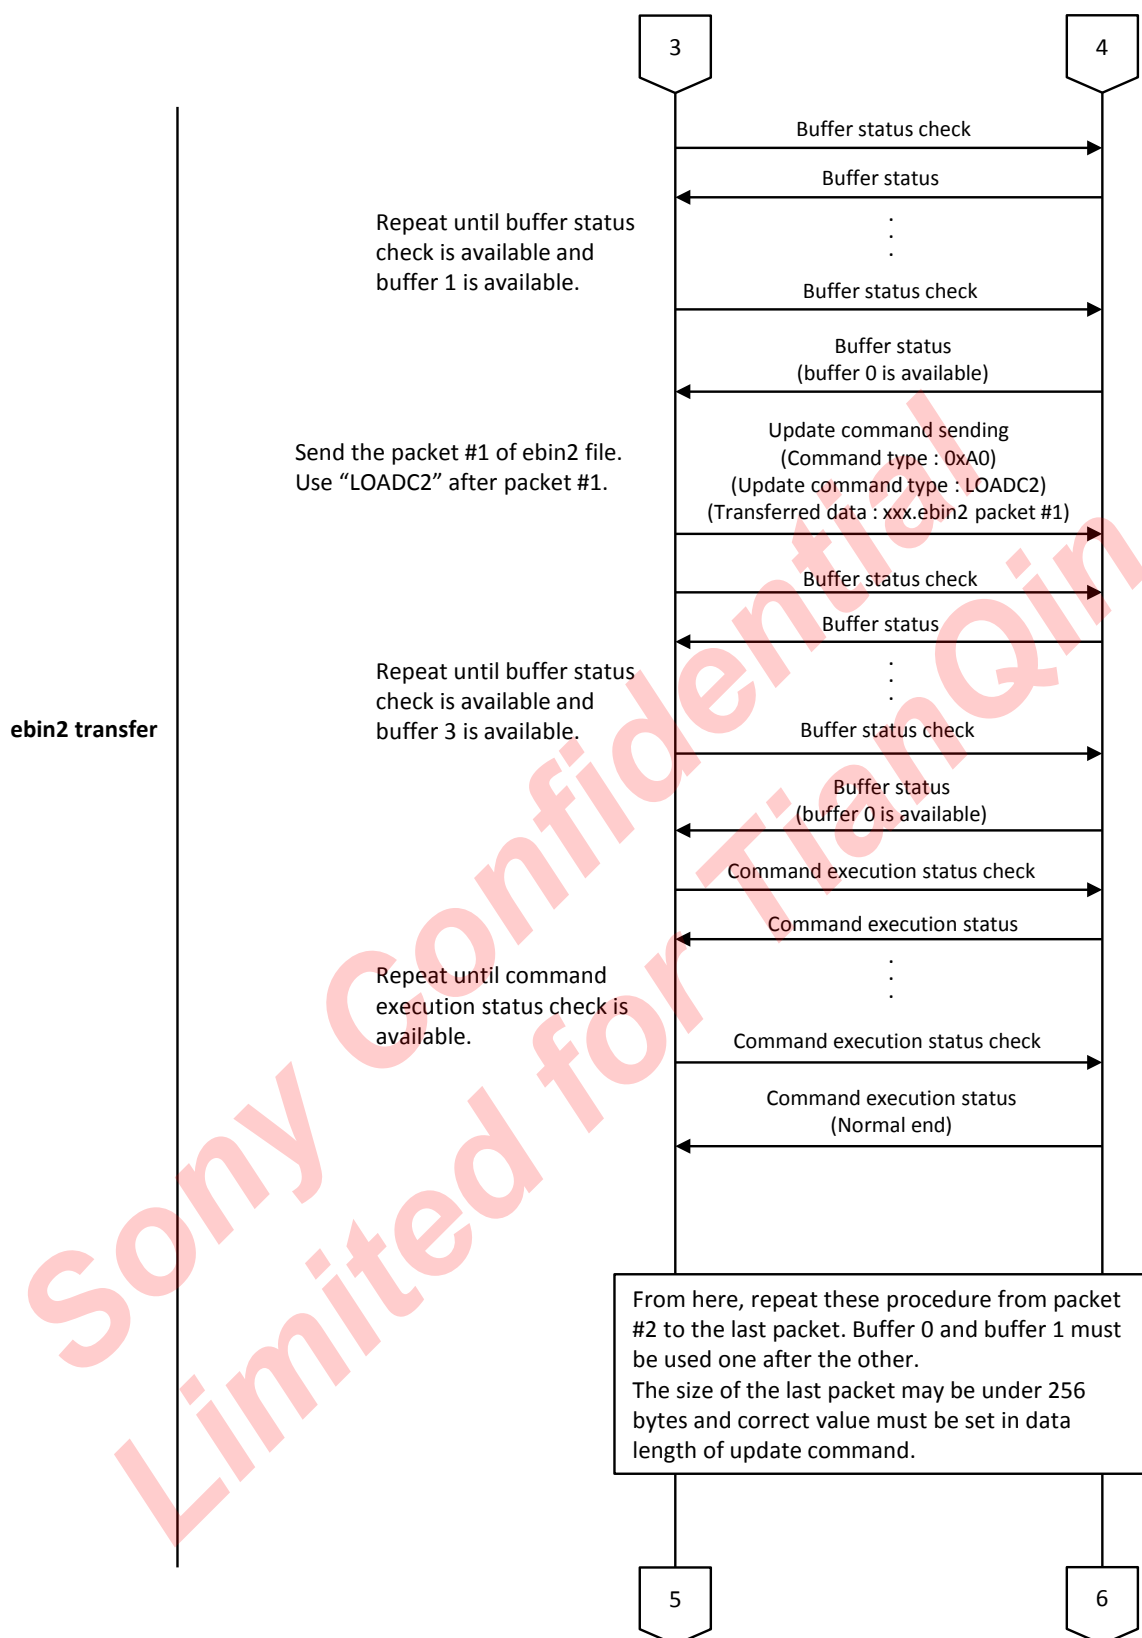 3
4
Buffer status check
Buffer status
.
.
.
Repeat until buffer status
check is available and
buffer 1 is available.
Buffer status check
Buffer status
(buffer 0 is available)
Send the packet #1 of ebin2 file.
Use “LOADC2” after packet #1.
Update command sending
(Command type : 0xA0)
(Update command type : LOADC2)
(Transferred data : xxx.ebin2 packet #1)
Buffer status check
Buffer status
.
.
.
Repeat until buffer status
check is available and
buffer 3 is available.
ebin2 transfer
Buffer status check
Buffer status
(buffer 0 is available)
Command execution status check
Command execution status
.
.
.
Repeat until command
execution status check is
available.
Command execution status check
Command execution status
(Normal end)
From here, repeat these procedure from packet
#2 to the last packet. Buffer 0 and buffer 1 must
be used one after the other.
The size of the last packet may be under 256
bytes and correct value must be set in data
length of update command.
5
6
Sony Confidential
Limited for TianQin